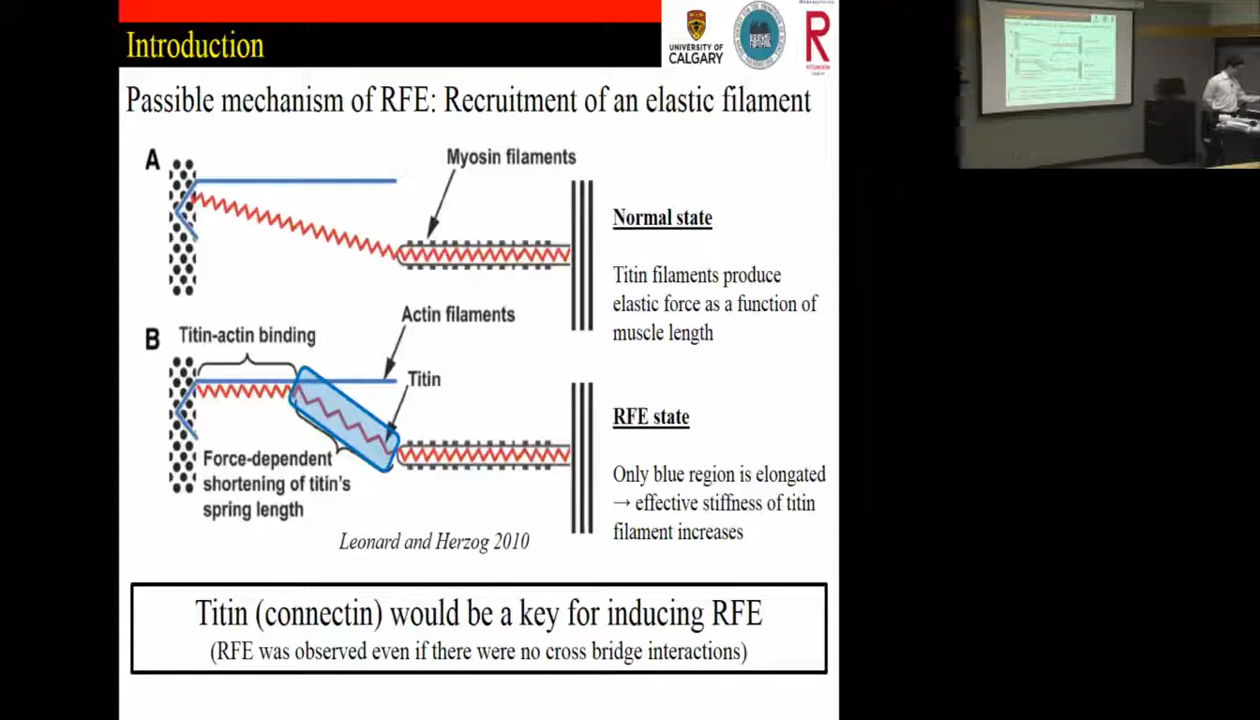 Introduction
UNIVERSITY OF
CALGARY
R
Passible mechanism of RFE: Recruitment of an elastic filament
A
Myosin filaments
Normal state
Titin filaments produce
elastic force as a function of
muscle length
Actin filaments
B
Titin-actin binding
Titin
RFE state
Force-dependent
shortening of titin's
spring length
Only blue region is elongated
→ effective stiffness of titin
filament increases
Leonard and Herzog 2010
Titin (connectin) would be a key for inducing RFE
(RFE was observed even if there were no cross bridge interactions)